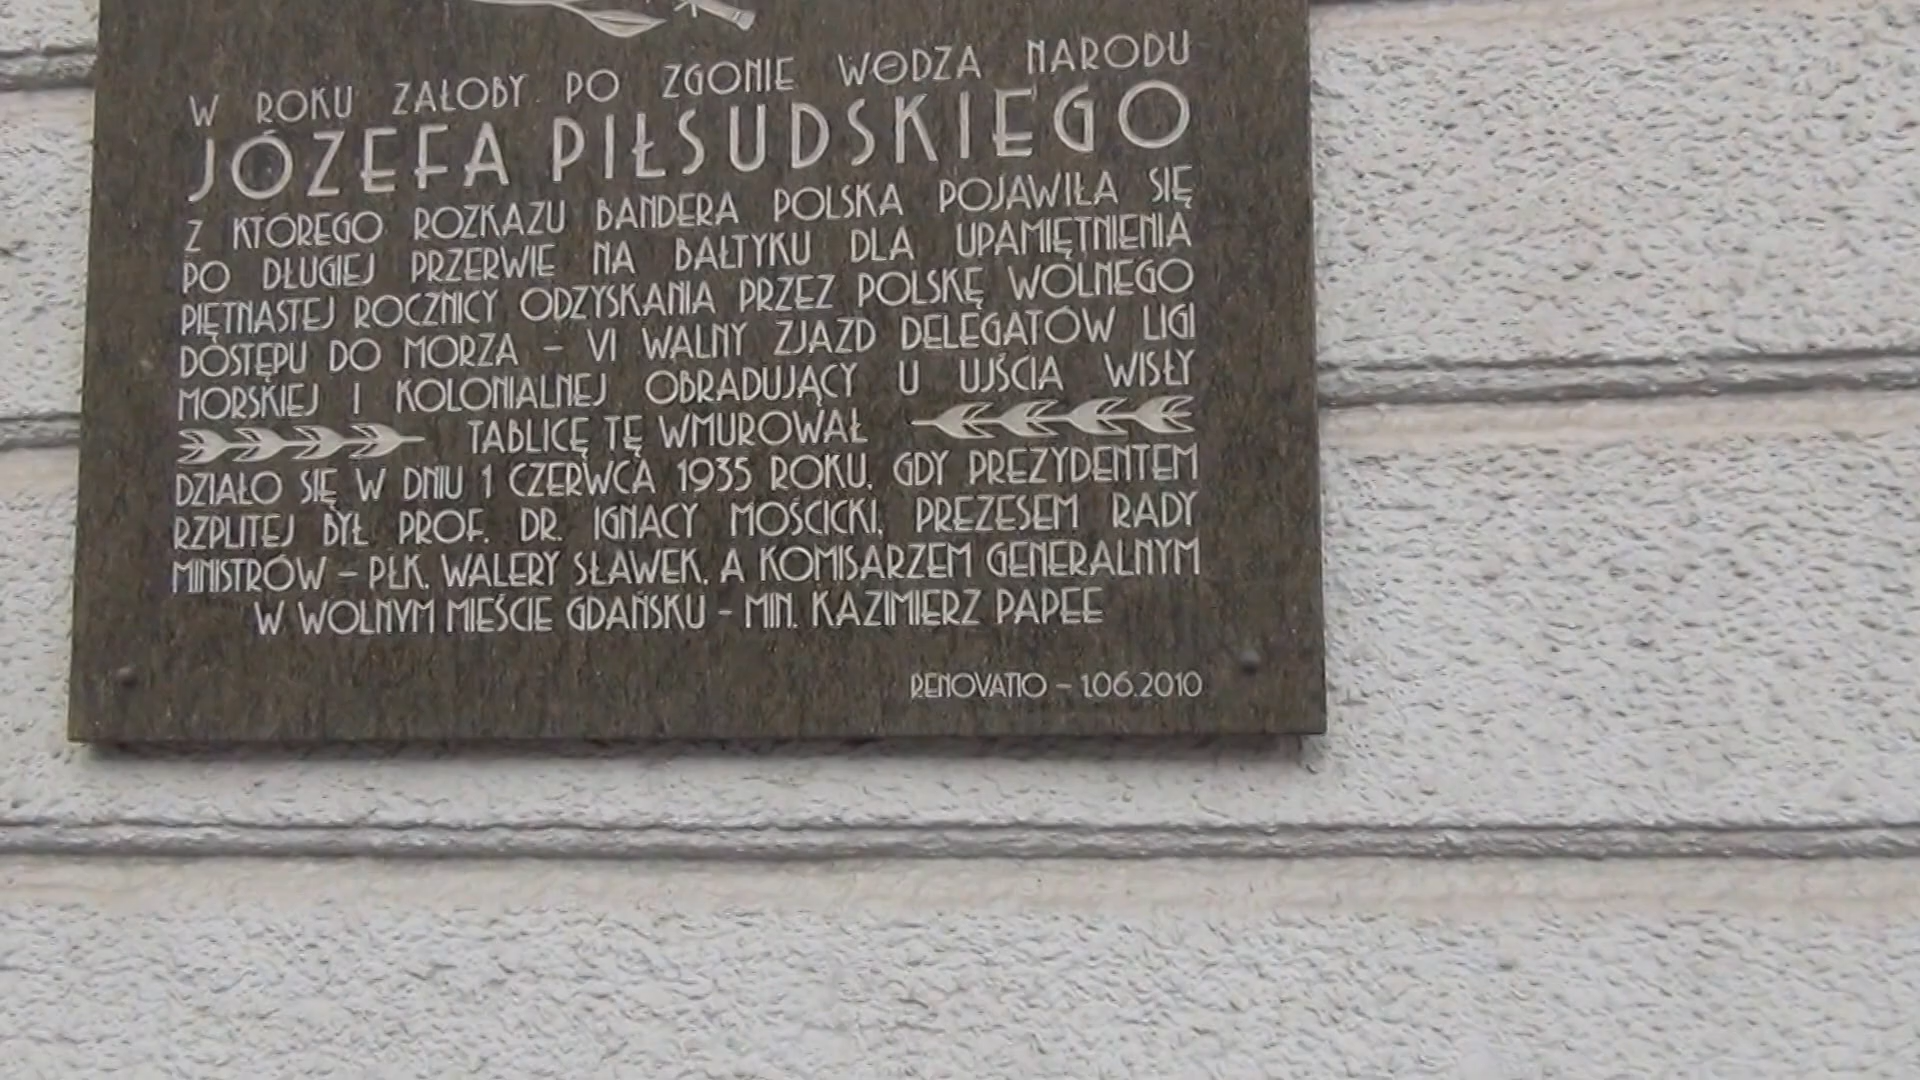 W ROKU ŻAŁOBY PO ZGONIE WODZA NARODU
JÓZEFA PIŁSUDSKIEGO
Z KTÓREGO ROZKAZU BANDERA POLSKA POJAWIŁA SIĘ
PO DŁUGIEJ PRZERWIE NA BAŁTYKU DLA UPAMIĘTNIENIA
PIĘTNASTEJ ROCZNICY ODZYSKANIA PRZEZ POLSKĘ WOLNEGO
DOSTĘPU DO MORZA – VI WALNY ZJAZD DELEGATÓW LIGI
MORSKIEJ I KOLONIALNEJ OBRADUJĄCY U UJŚCIA WISŁY
TABLICĘ TĘ WMUROWAŁ
DZIAŁO SIĘ W DNIU 1 CZERWCA 1935 ROKU, GDY PREZYDENTEM
RZPLITEJ BYŁ PROF. DR. IGNACY MOŚCICKI, PREZESEM RADY
MINISTRÓW – PŁK. WALERY SŁAWEK, A KOMISARZEM GENERALNYM
W WOLNYM MIEŚCIE GDAŃSKU – MIN. KAZIMIERZ PAPEE
RENOVATIO – 1.06.2010